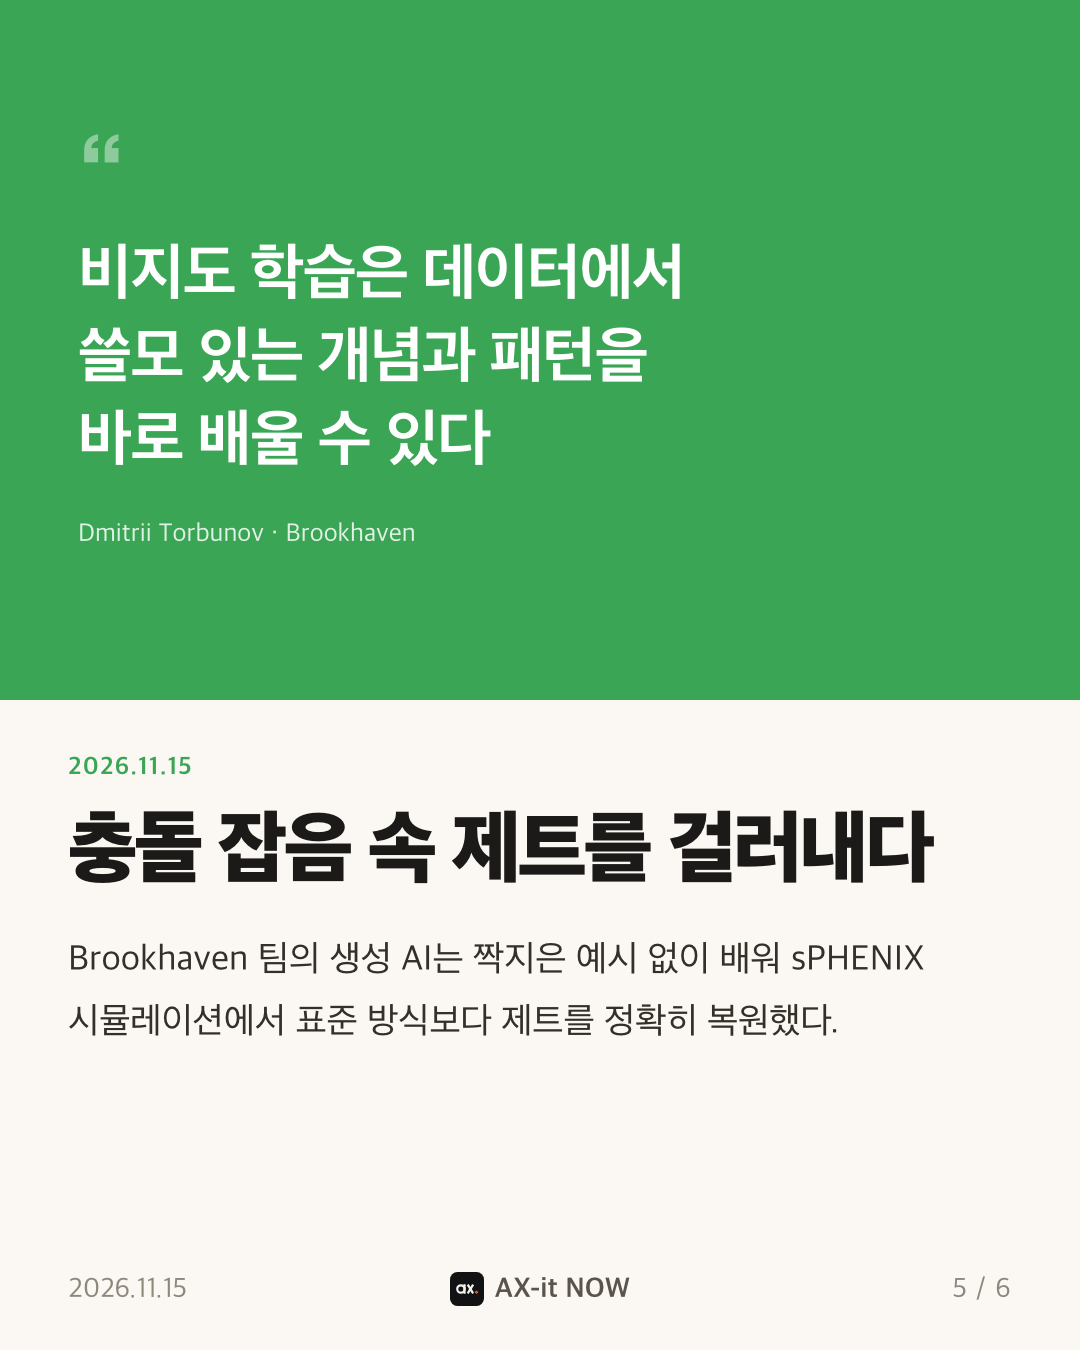 “
비지도 학습은 데이터에서
쓸모 있는 개념과 패턴을
바로 배울 수 있다
Dmitrii Torbunov · Brookhaven
2026.11.15
충돌 잡음 속 제트를 걸러내다
Brookhaven 팀의 생성 AI는 짝지은 예시 없이 배워 sPHENIX
시뮬레이션에서 표준 방식보다 제트를 정확히 복원했다.
2026.11.15
ax.
AX-it NOW
5 / 6